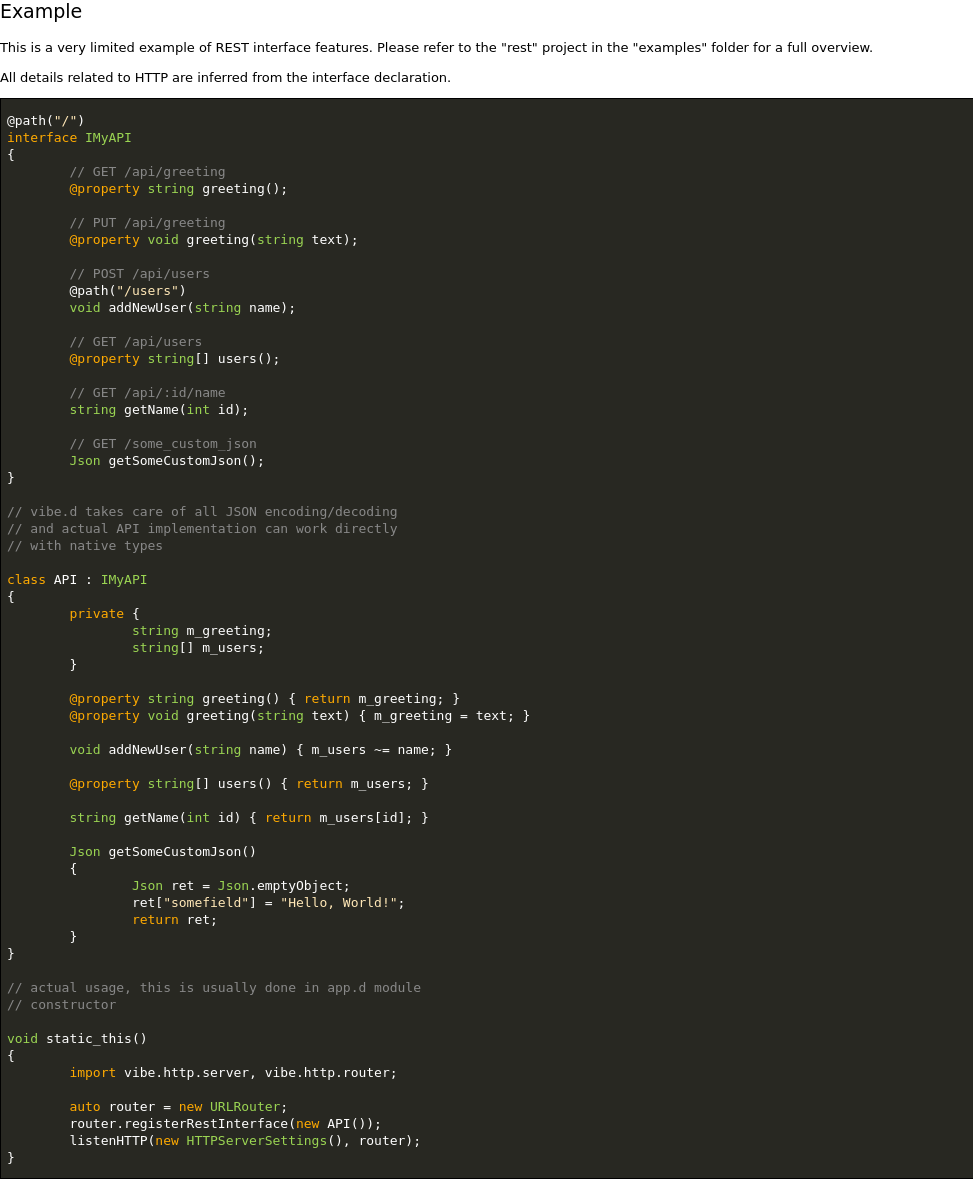 Example
This is a very limited example of REST interface features. Please refer to the "rest" project in the "examples" folder for a full overview.
All details related to HTTP are inferred from the interface declaration.
@path("/")
interface IMyAPI
{
        // GET /api/greeting
        @property string greeting();

        // PUT /api/greeting
        @property void greeting(string text);

        // POST /api/users
        @path("/users")
        void addNewUser(string name);

        // GET /api/users
        @property string[] users();

        // GET /api/:id/name
        string getName(int id);

        // GET /some_custom_json
        Json getSomeCustomJson();
}

// vibe.d takes care of all JSON encoding/decoding
// and actual API implementation can work directly
// with native types

class API : IMyAPI
{
        private {
                string m_greeting;
                string[] m_users;
        }

        @property string greeting() { return m_greeting; }
        @property void greeting(string text) { m_greeting = text; }

        void addNewUser(string name) { m_users ~= name; }

        @property string[] users() { return m_users; }

        string getName(int id) { return m_users[id]; }

        Json getSomeCustomJson()
        {
                Json ret = Json.emptyObject;
                ret["somefield"] = "Hello, World!";
                return ret;
        }
}

// actual usage, this is usually done in app.d module
// constructor

void static_this()
{
        import vibe.http.server, vibe.http.router;

        auto router = new URLRouter;
        router.registerRestInterface(new API());
        listenHTTP(new HTTPServerSettings(), router);
}